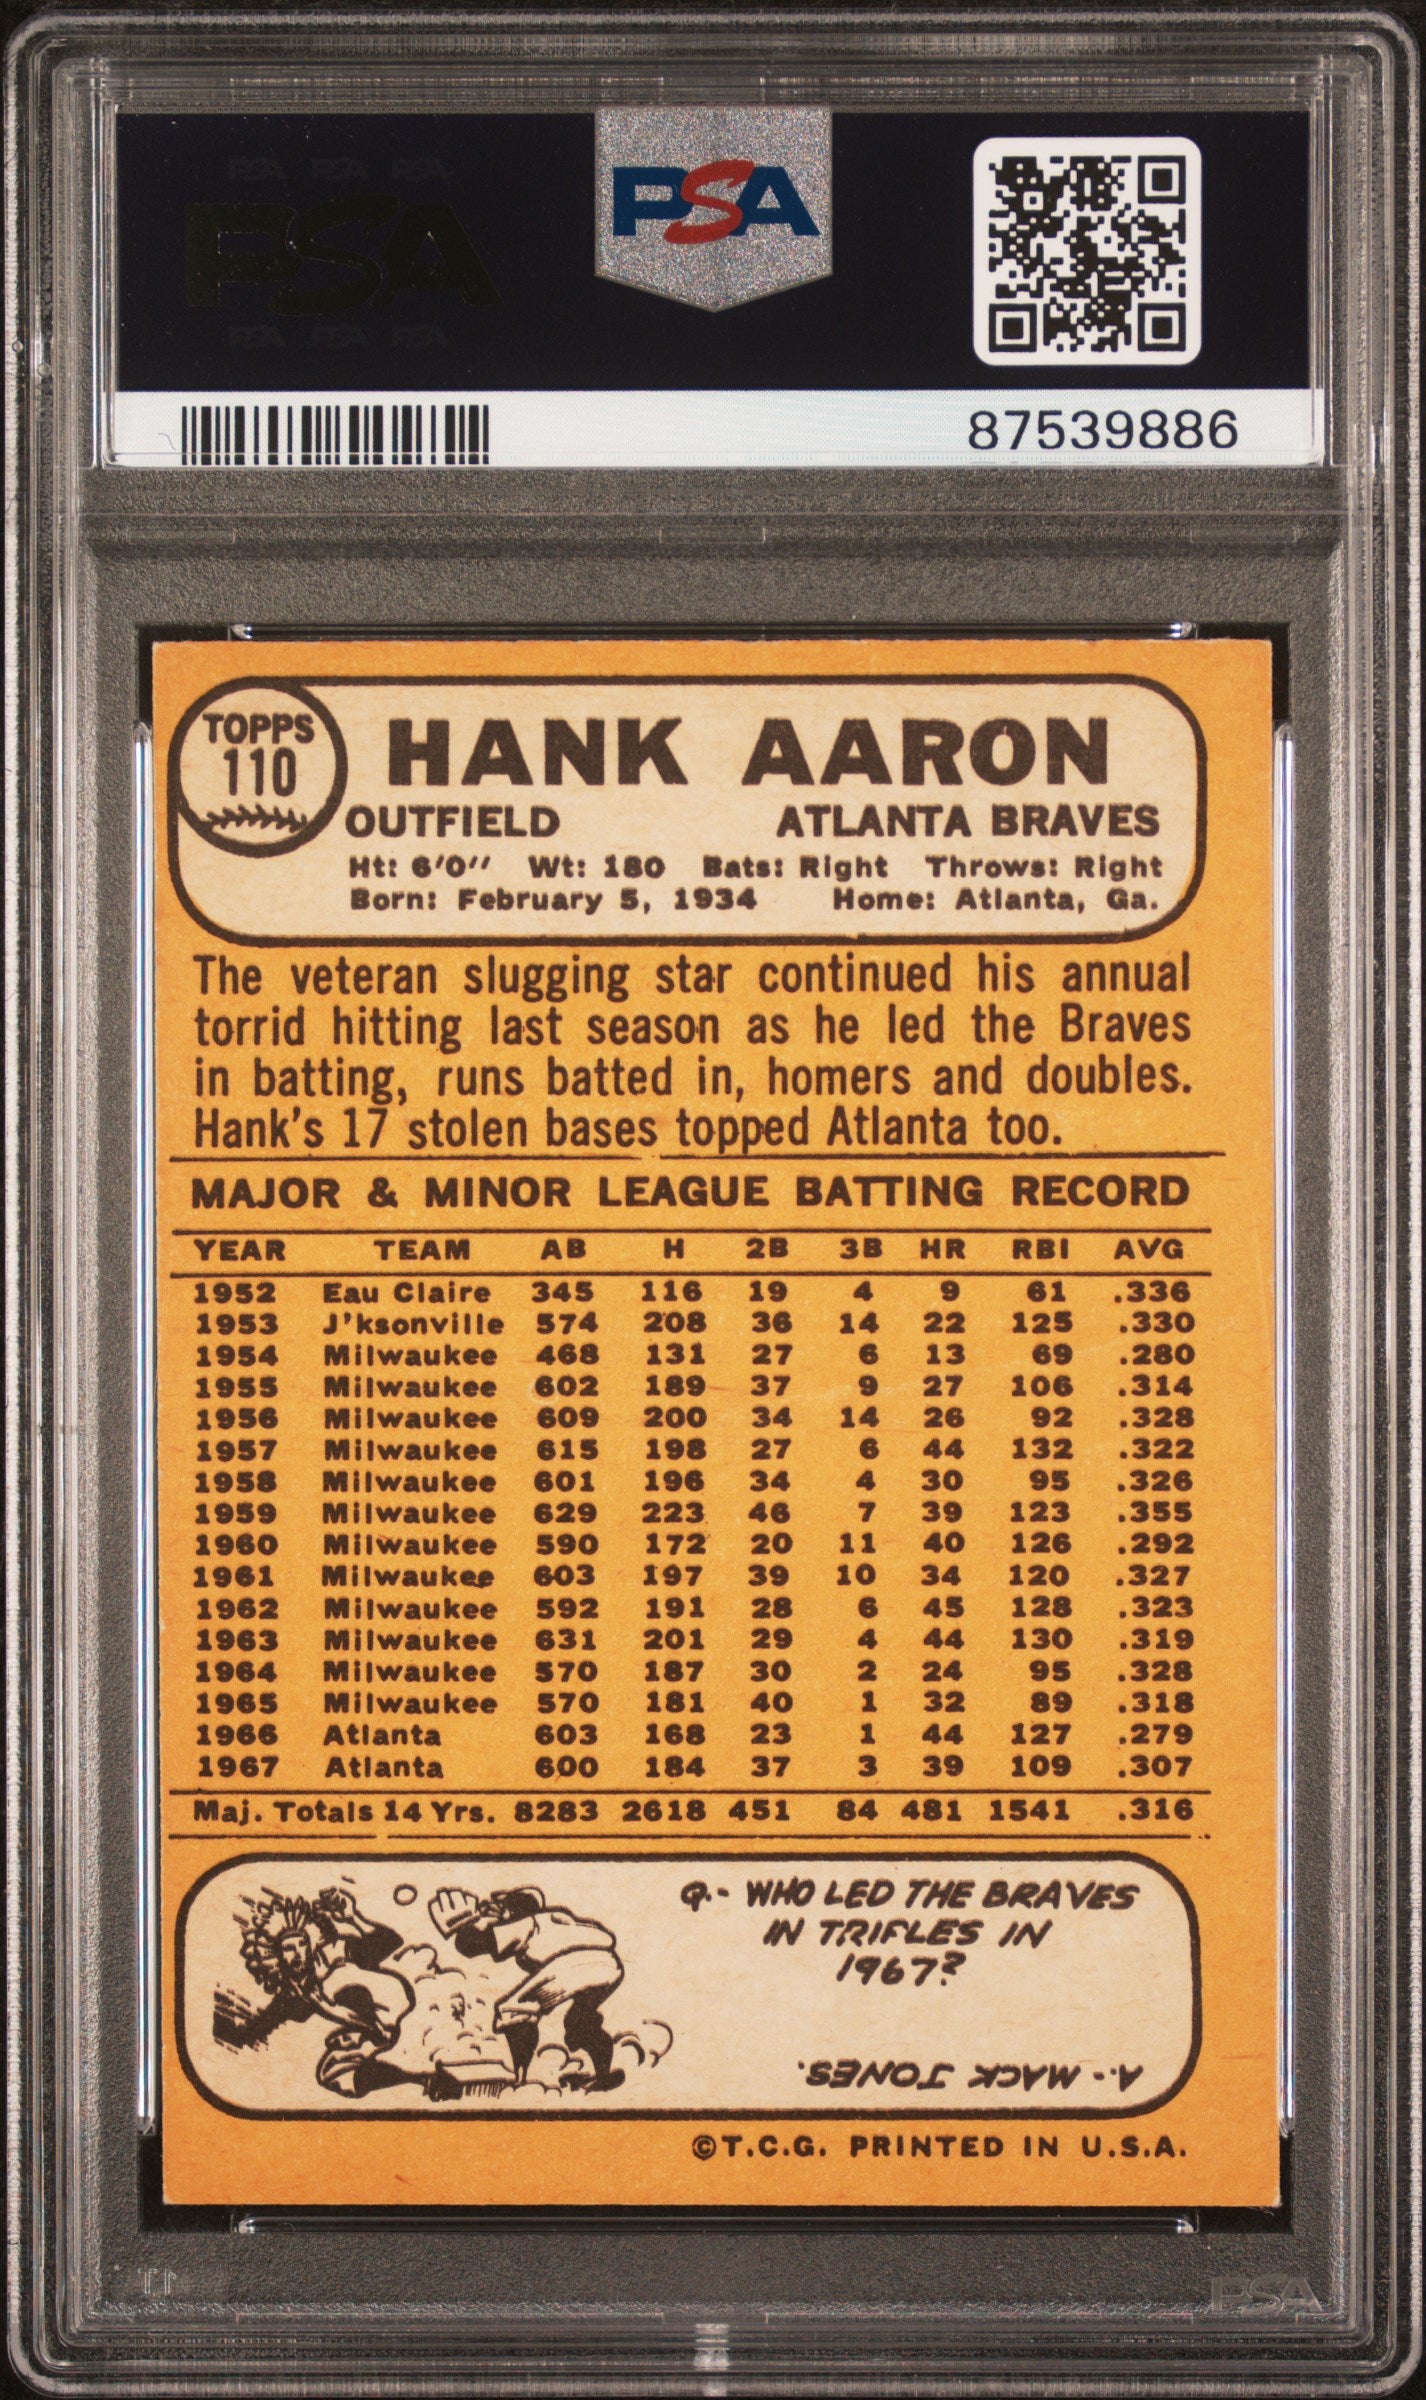 PSA PSA PSA
PSA
PSA PSA PSA
PSA
87539886
TOPPS
110
HANK AARON
OUTFIELD ATLANTA BRAVES
Ht: 6'0" Wt: 180 Bats: Right Throws: Right
Born: February 5, 1934 Home: Atlanta, Ga.
The veteran slugging star continued his annual
torrid hitting last season as he led the Braves
in batting, runs batted in, homers and doubles.
Hank's 17 stolen bases topped Atlanta too.
MAJOR & MINOR LEAGUE BATTING RECORD
YEAR TEAM AB H 2B 3B HR RBI AVG
1952 Eau Claire 345 116 19 4 9 61 .336
1953 J'ksonville 574 208 36 14 22 125 .330
1954 Milwaukee 468 131 27 6 13 69 .280
1955 Milwaukee 602 189 37 9 27 106 .314
1956 Milwaukee 609 200 34 14 26 92 .328
1957 Milwaukee 615 198 27 6 44 132 .322
1958 Milwaukee 601 196 34 4 30 95 .326
1959 Milwaukee 629 223 46 7 39 123 .355
1960 Milwaukee 590 172 20 11 40 126 .292
1961 Milwaukee 603 197 39 10 34 120 .327
1962 Milwaukee 592 191 28 6 45 128 .323
1963 Milwaukee 631 201 29 4 44 130 .319
1964 Milwaukee 570 187 30 2 24 95 .328
1965 Milwaukee 570 181 40 1 32 89 .318
1966 Atlanta 603 168 23 1 44 127 .279
1967 Atlanta 600 184 37 3 39 109 .307
Maj. Totals 14 Yrs. 8283 2618 451 84 481 1541 .316
Q.- WHO LED THE BRAVES
IN TRIFLES IN
1967?
A.- MACK JONES.
©T.C.G. PRINTED IN U.S.A.
PSA